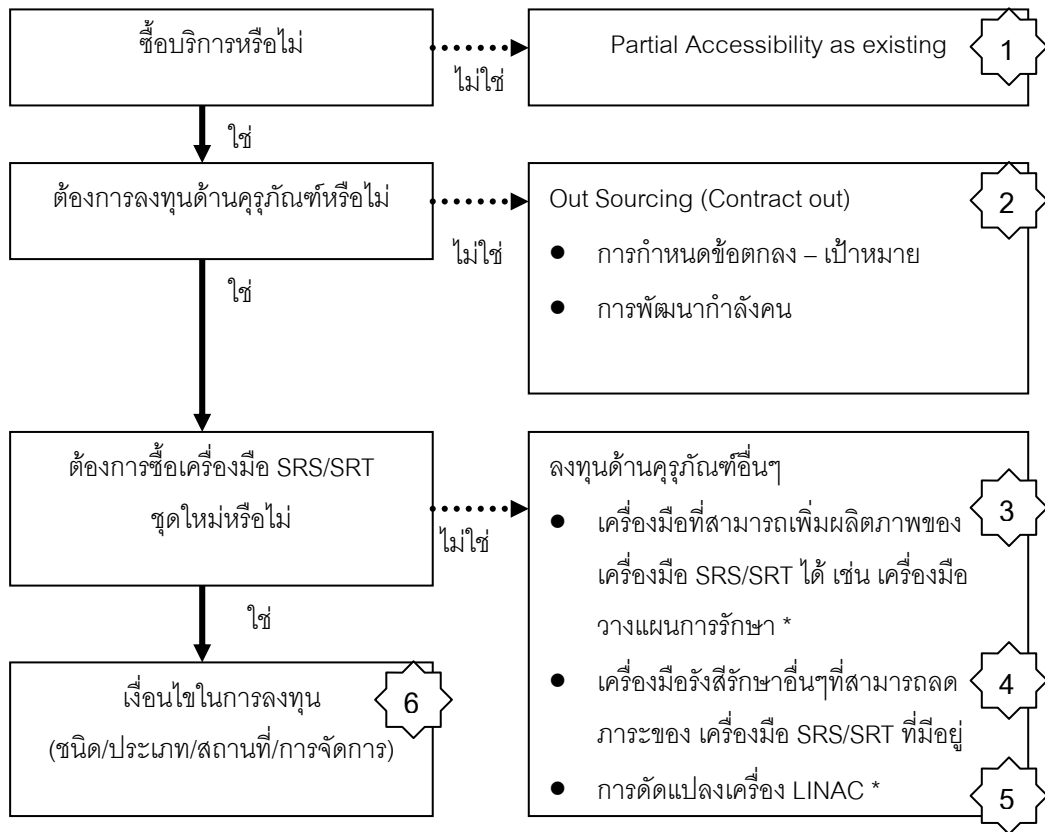 ซื้อบริการหรือไม่
ไม่ใช่
Partial Accessibility as existing
1
ใช่
ต้องการลงทุนด้านครุภัณฑ์หรือไม่
ไม่ใช่
Out Sourcing (Contract out)
2
● การกำหนดข้อตกลง – เป้าหมาย
● การพัฒนากำลังคน
ใช่
ต้องการซื้อเครื่องมือ SRS/SRT
ชุดใหม่หรือไม่
ไม่ใช่
ลงทุนด้านครุภัณฑ์อื่นๆ
● เครื่องมือที่สามารถเพิ่มผลิตภาพของ
3
เครื่องมือ SRS/SRT ได้ เช่น เครื่องมือ
วางแผนการรักษา *
● เครื่องมือรังสีรักษาอื่นๆที่สามารถลด
4
ภาระของ เครื่องมือ SRS/SRT ที่มีอยู่
● การดัดแปลงเครื่อง LINAC *
5
ใช่
เงื่อนไขในการลงทุน
6
(ชนิด/ประเภท/สถานที่/การจัดการ)